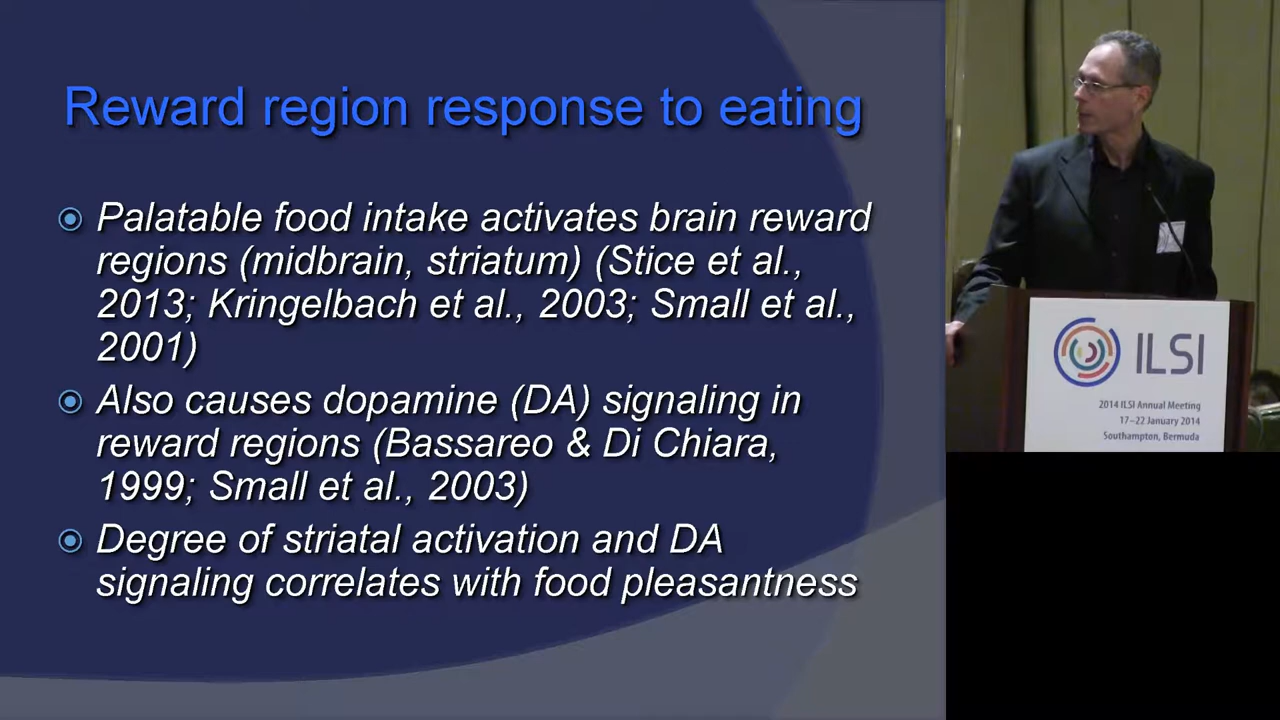 Reward region response to eating
Palatable food intake activates brain reward
regions (midbrain, striatum) (Stice et al.,
2013; Kringelbach et al., 2003; Small et al.,
2001)
Also causes dopamine (DA) signaling in
reward regions (Bassareo & Di Chiara,
1999; Small et al., 2003)
Degree of striatal activation and DA
signaling correlates with food pleasantness
ILSI
2014 ILSI Annual Meeting
17–22 January 2014
Southampton, Bermuda